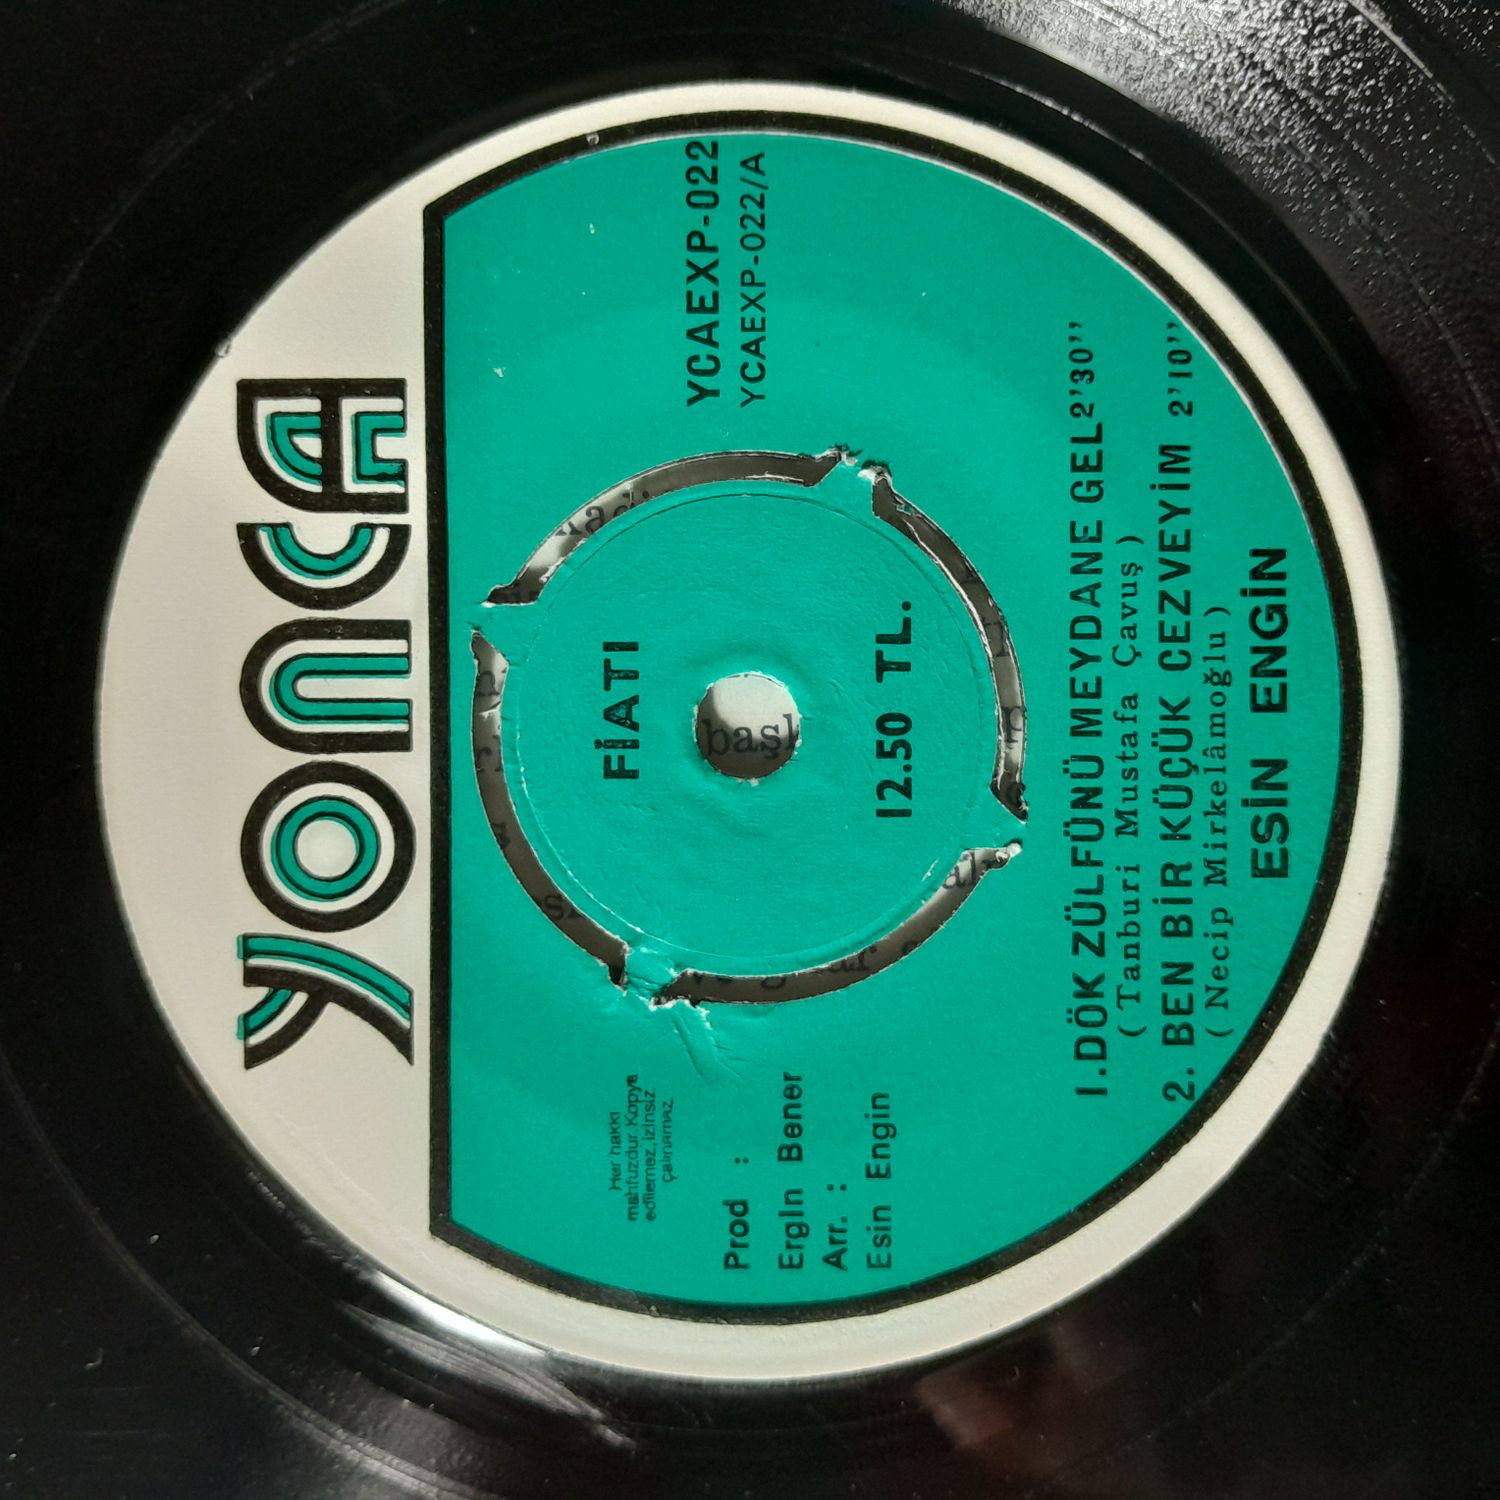 YONCA
Her hakkı
mahfuzdur. Kopya
edilemez, izinsiz
çalınamaz
FİATI
YCAEXP-022
YCAEXP-022/A
Prod :
Ergin Bener
Arr. :
Esin Engin
başl
12.50 TL.
1.DÖK ZÜLFÜNÜ MEYDANE GEL 2’30’’
( Tanburi Mustafa Çavuş )
2. BEN BİR KÜÇÜK CEZVEYİM 2’10’’
( Necip Mirkelâmoğlu )
ESİN ENGİN